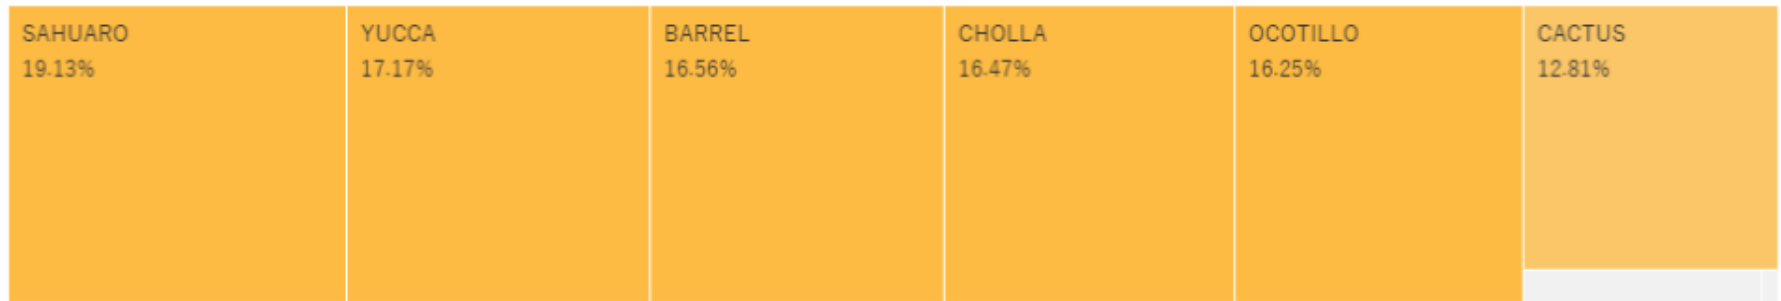 SAHUARO
19.13%
YUCCA
17.17%
BARREL
16.56%
CHOLLA
16.47%
OCOTILLO
16.25%
CACTUS
12.81%